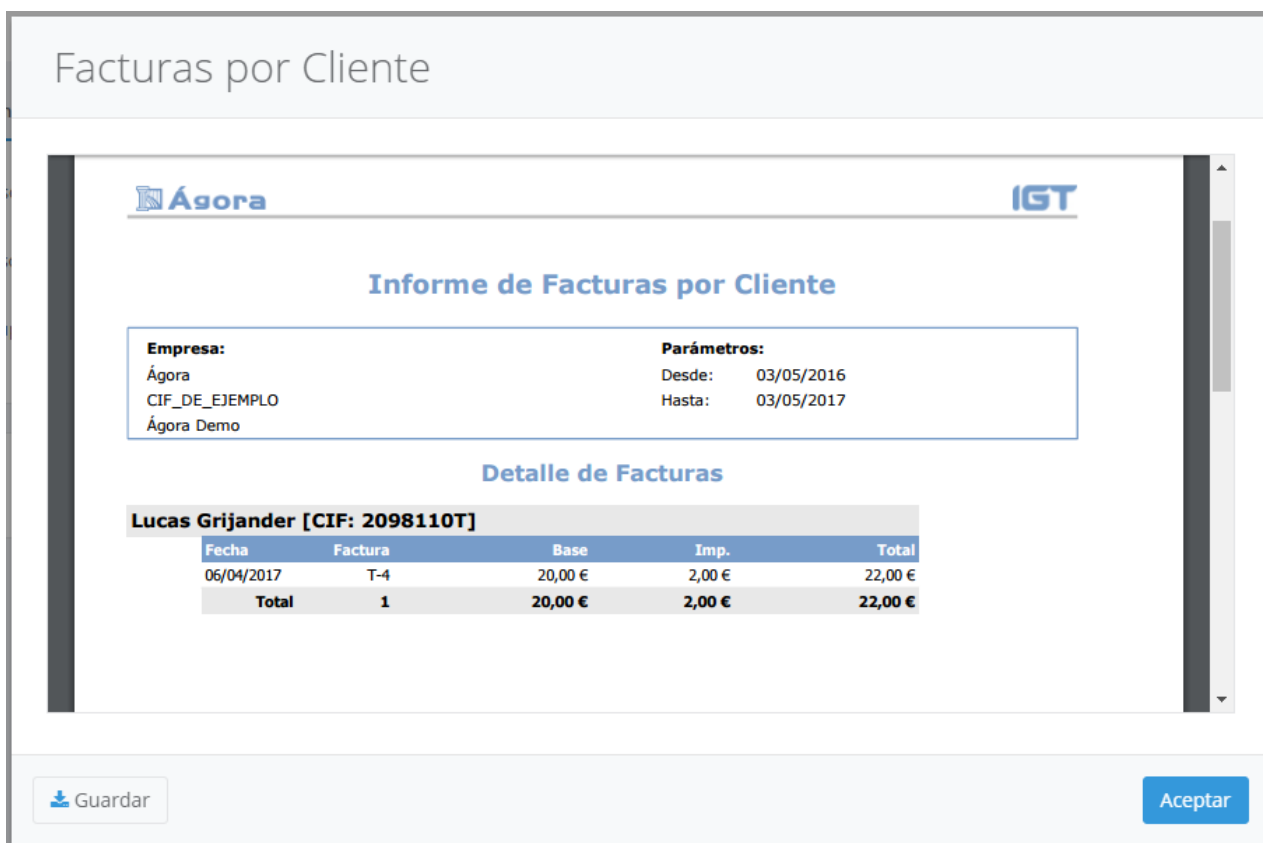 Facturas por Cliente
Ágora IGT
Informe de Facturas por Cliente
Empresa: Parámetros:
Ágora Desde: 03/05/2016
CIF_DE_EJEMPLO Hasta: 03/05/2017
Ágora Demo
Detalle de Facturas
Lucas Grijander [CIF: 2098110T]
Fecha Factura Base Imp. Total
06/04/2017 T-4 20,00 € 2,00 € 22,00 €
Total 1 20,00 € 2,00 € 22,00 €
Guardar Aceptar